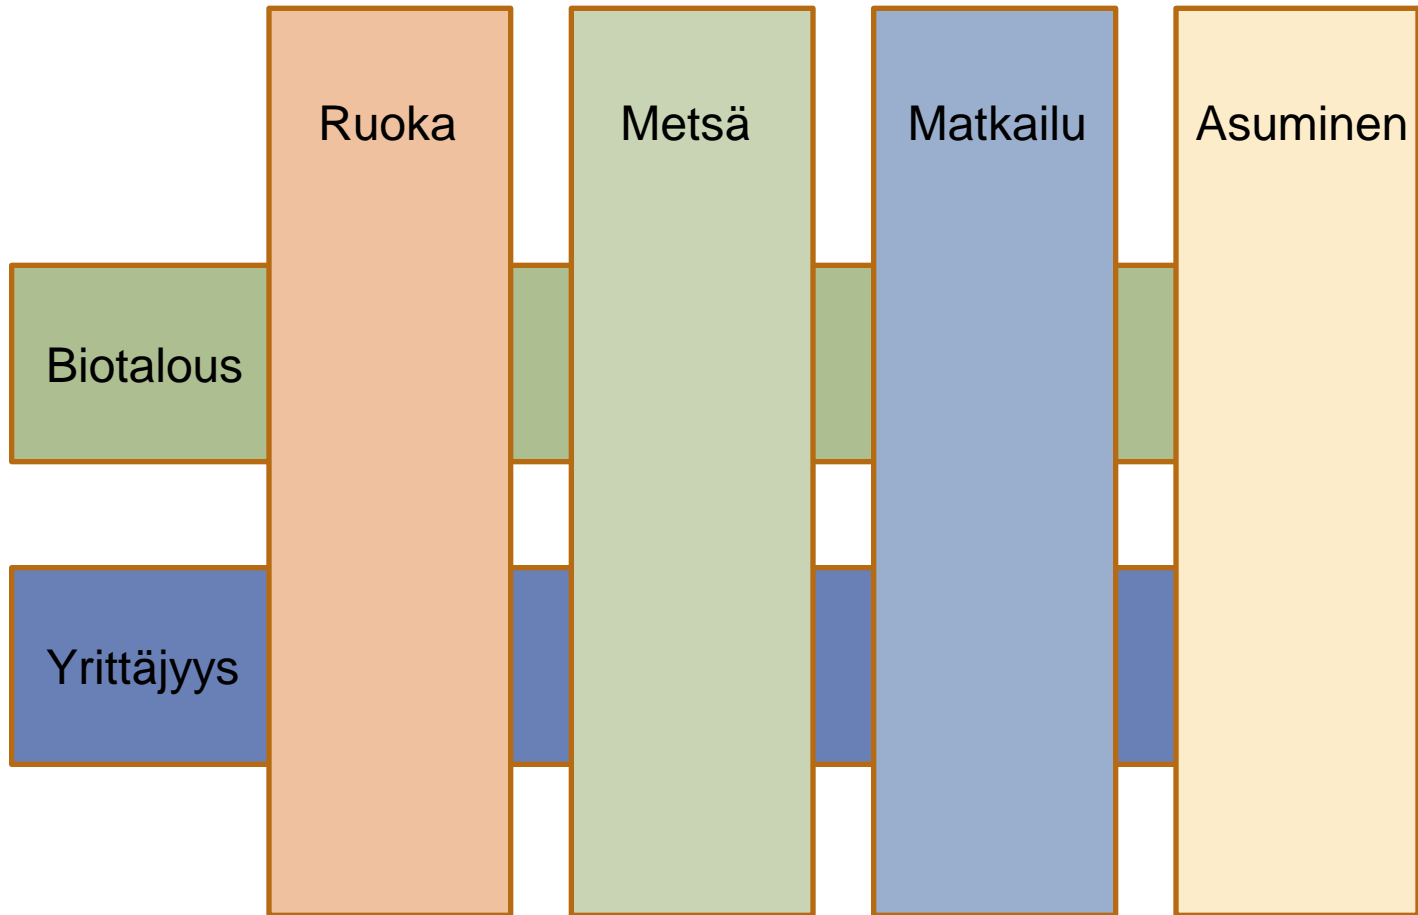 Ruoka
Metsä
Matkailu
Asuminen
Biotalous
Yrittäjyys